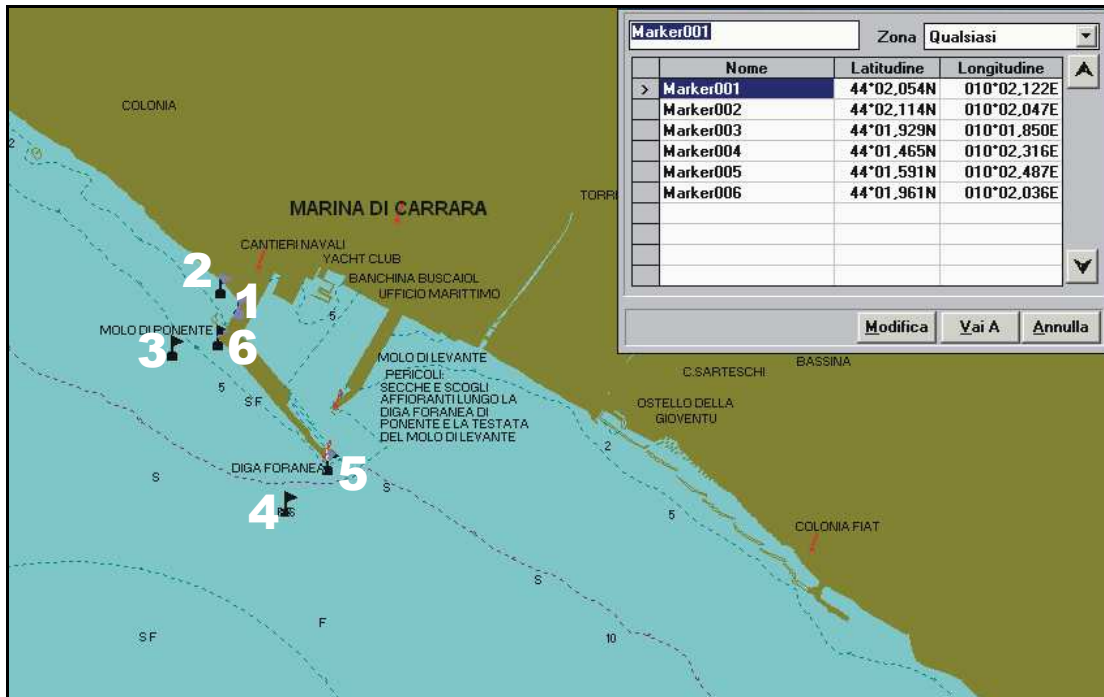 Marker001
Zona Qualsiasi
Nome Latitudine Longitudine
> Marker001 44°02,054N 010°02,122E
Marker002 44°02,114N 010°02,047E
Marker003 44°01,929N 010°01,850E
Marker004 44°01,465N 010°02,316E
Marker005 44°01,591N 010°02,487E
Marker006 44°01,961N 010°02,036E
Modifica Vai A Annulla
COLONIA
2
TORRI
MARINA DI CARRARA
CANTIERI NAVALI
YACHT CLUB
BANCHINA BUSCAIOL
UFFICIO MARITTIMO
2
1
5
MOLO DI PONENTE
6
3
MOLO DI LEVANTE
PERICOLI:
SECCHE E SCOGLI
AFFIORANTI LUNGO LA
DIGA FORANEA DI
PONENTE E LA TESTATA
DEL MOLO DI LEVANTE
BASSINA
C.SARTESCHI
OSTELLO DELLA
GIOVENTU
5
S F
2
DIGA FORANEA
5
S
S
4
5
COLONIA FIAT
S
F
S F
10